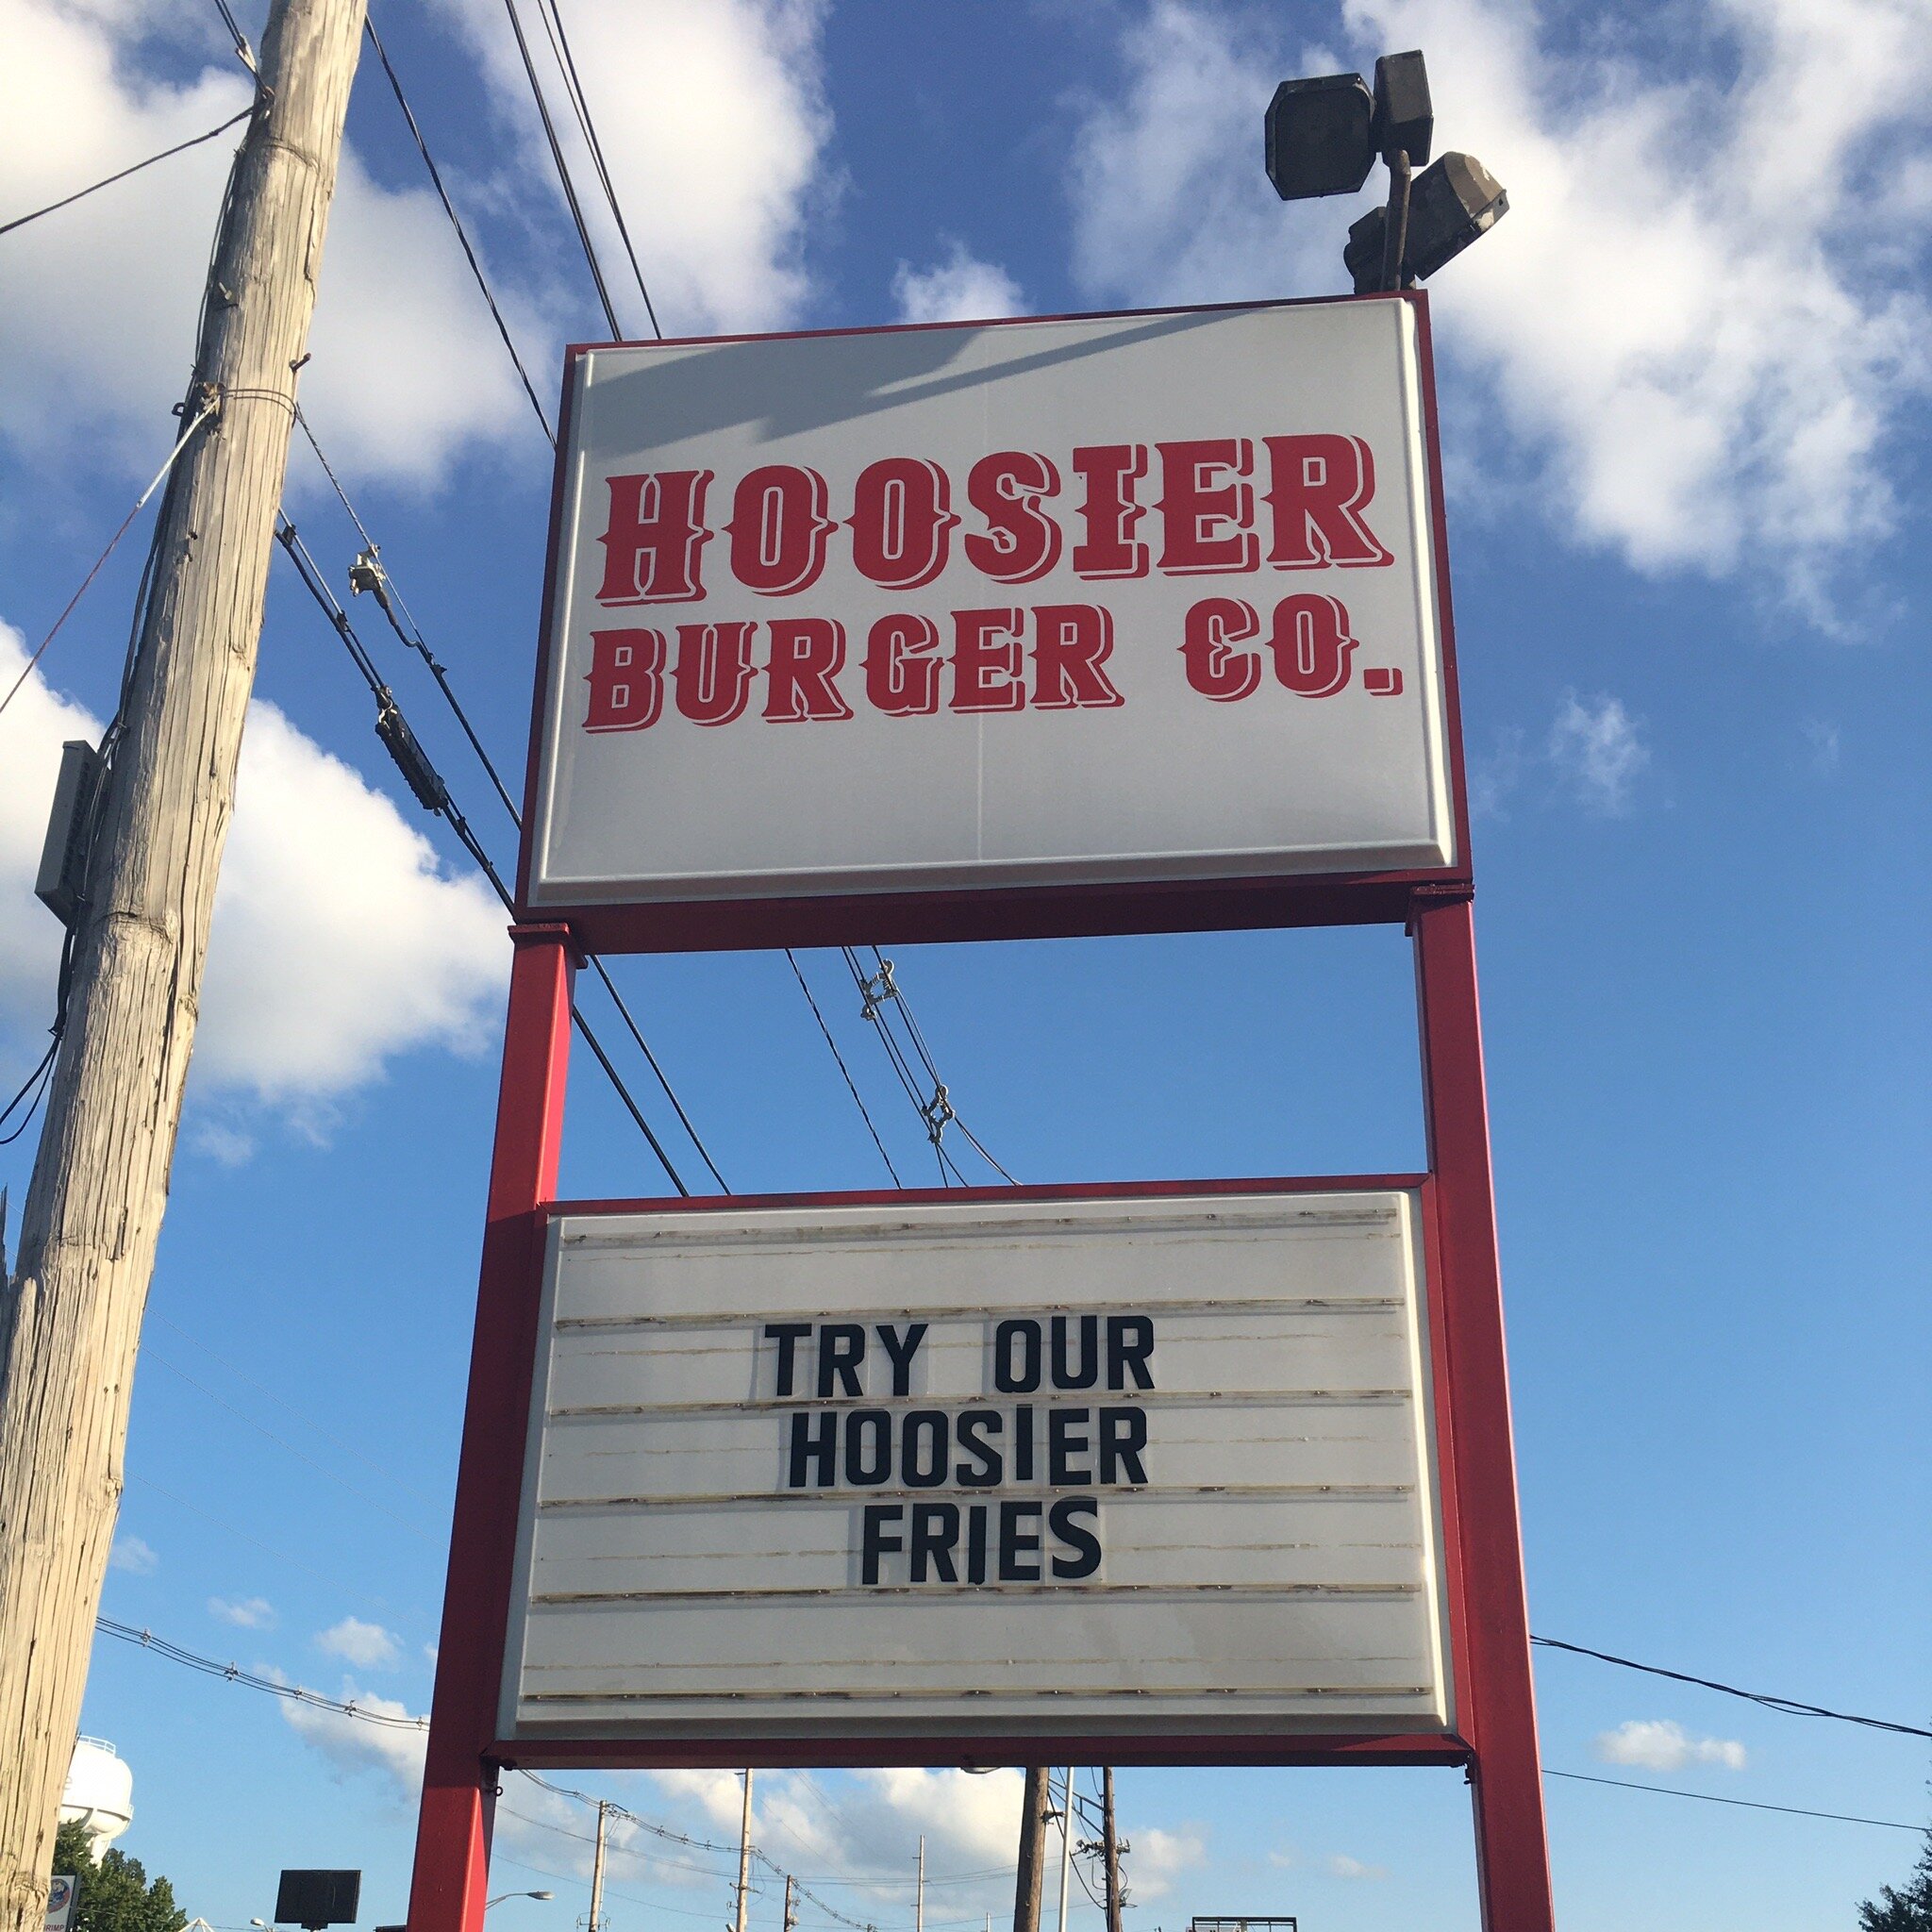 HOOSIER
BURGER CO.
TRY OUR
HOOSIER
FRIES